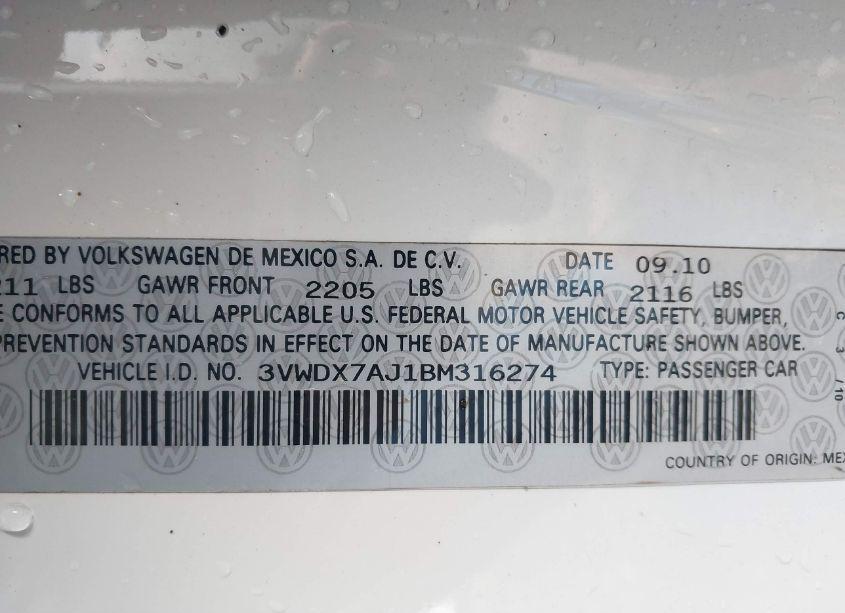 RED BY VOLKSWAGEN DE MEXICO S.A. DE C.V. DATE 09.10
211 LBS GAWR FRONT 2205 LBS GAWR REAR 2116 LBS
E CONFORMS TO ALL APPLICABLE U.S. FEDERAL MOTOR VEHICLE SAFETY, BUMPER,
PREVENTION STANDARDS IN EFFECT ON THE DATE OF MANUFACTURE SHOWN ABOVE.
VEHICLE I.D. NO. 3VWDX7AJ1BM316274 TYPE: PASSENGER CAR
COUNTRY OF ORIGIN: MEX